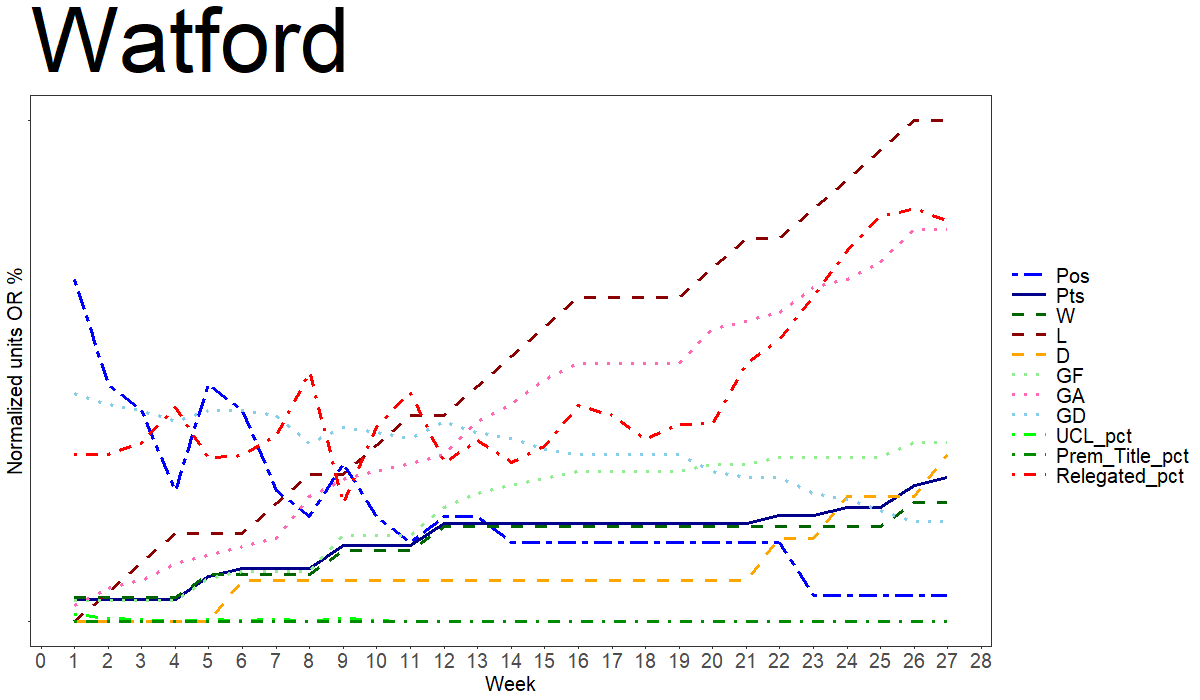 Watford
Normalized units OR %
Pos
Pts
W
L
D
GF
GA
GD
UCL_pct
Prem_Title_pct
Relegated_pct
0 1 2 3 4 5 6 7 8 9 10 11 12 13 14 15 16 17 18 19 20 21 22 23 24 25 26 27 28
Week